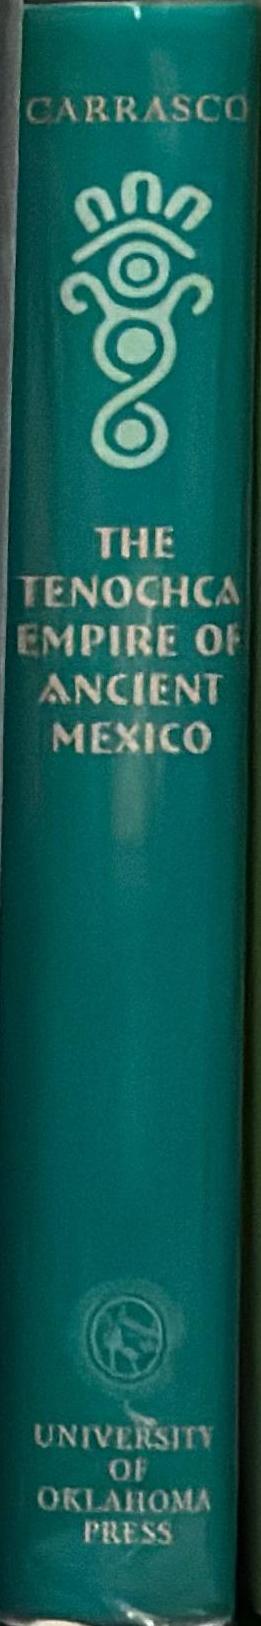 CARRASCO
THE
TENOCHCA
EMPIRE OF
ANCIENT
MEXICO
UNIVERSITY
OF
OKLAHOMA
PRESS